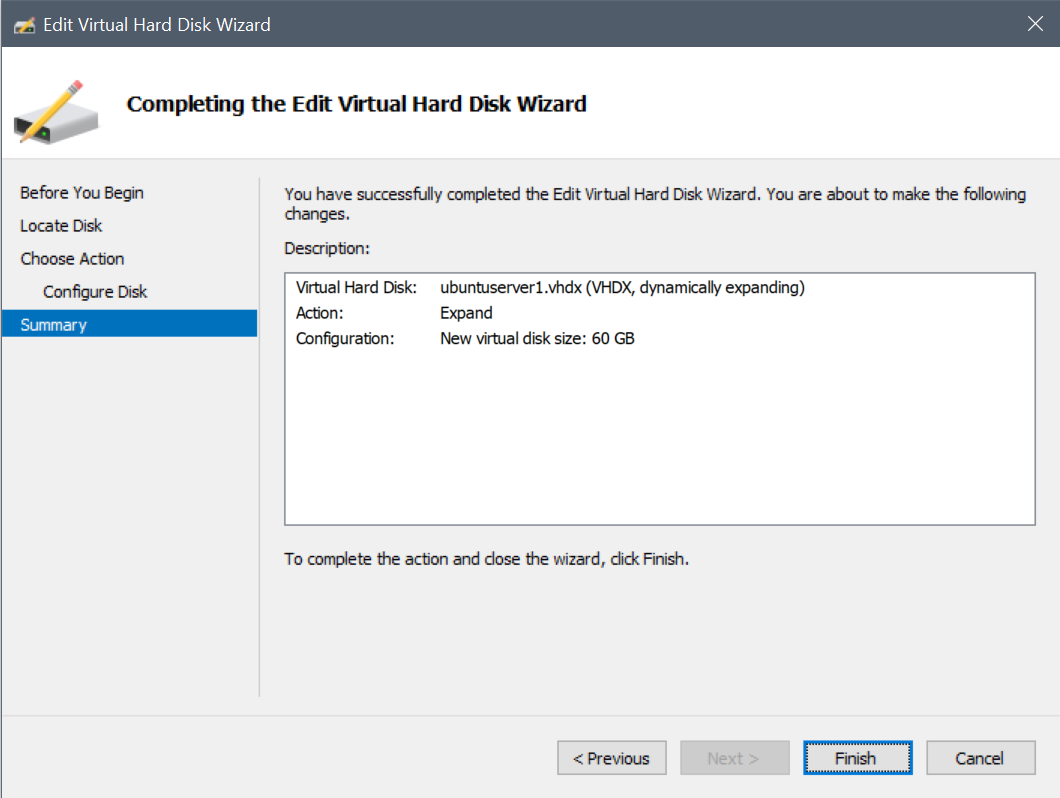 Edit Virtual Hard Disk Wizard
Completing the Edit Virtual Hard Disk Wizard
Before You Begin
Locate Disk
Choose Action
Configure Disk
Summary
You have successfully completed the Edit Virtual Hard Disk Wizard. You are about to make the following
changes.
Description:
Virtual Hard Disk: ubuntuserver1.vhdx (VHDX, dynamically expanding)
Action: Expand
Configuration: New virtual disk size: 60 GB
To complete the action and close the wizard, click Finish.
< Previous Next > Finish Cancel